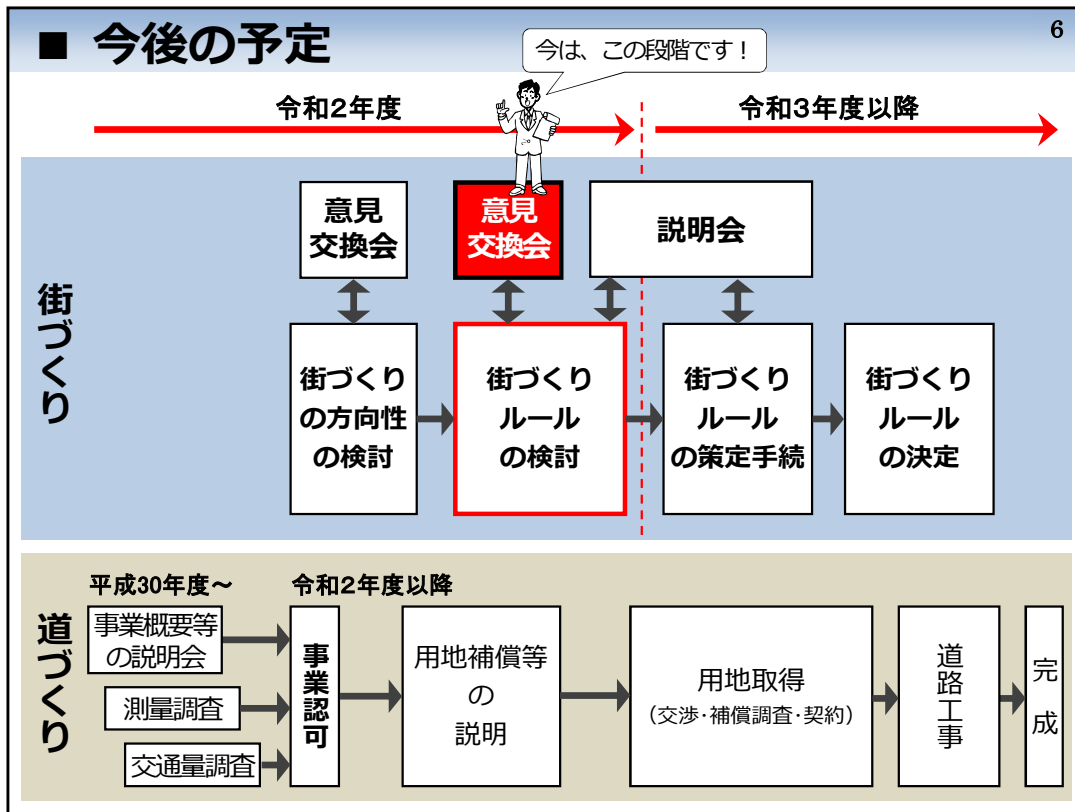 ■ 今後の予定
6
今は、この段階です！
令和２年度
令和３年度以降
街づくり
意見
交換会
意見
交換会
説明会
街づくり
の方向性
の検討
街づくり
ルール
の検討
街づくり
ルール
の策定手続
街づくり
ルール
の決定
道づくり
平成30年度～
令和２年度以降
事業概要等
の説明会
測量調査
交通量調査
事業認可
用地補償等
の
説明
用地取得
（交渉・補償調査・契約）
道路工事
完成